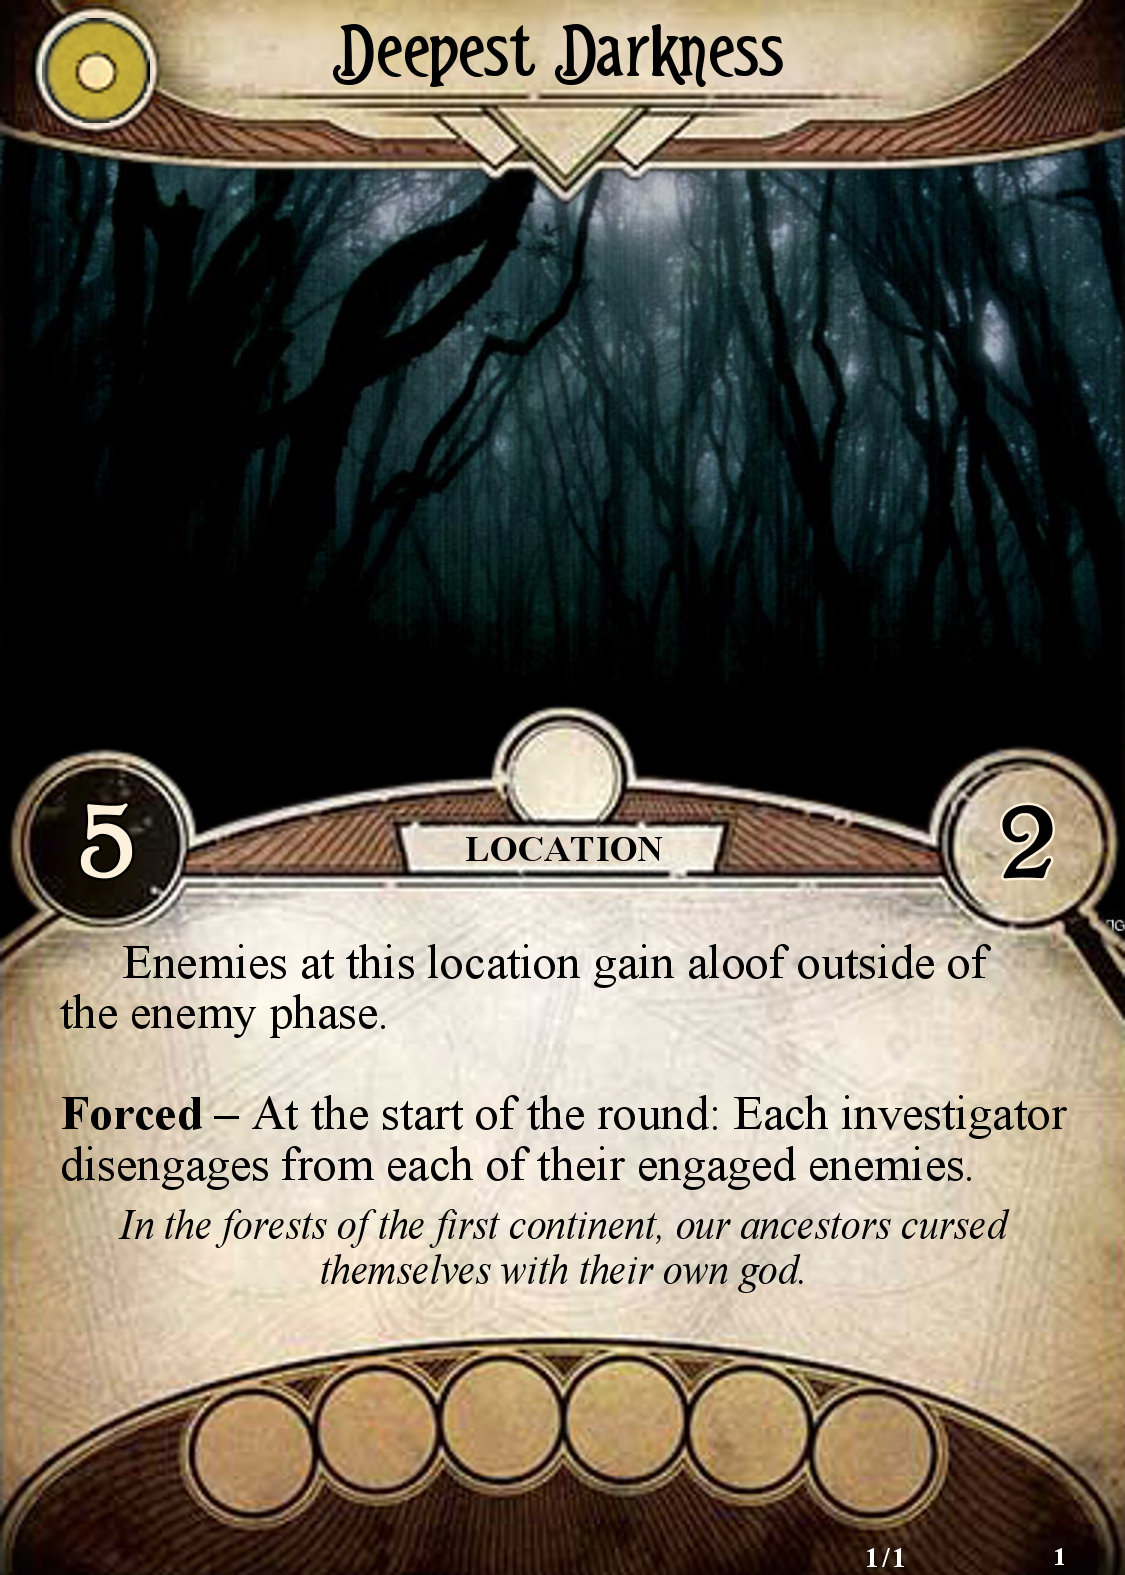 Deepest Darkness
5
LOCATION
2
Enemies at this location gain aloof outside of
the enemy phase.
Forced – At the start of the round: Each investigator
disengages from each of their engaged enemies.
In the forests of the first continent, our ancestors cursed
themselves with their own god.
1/1
1